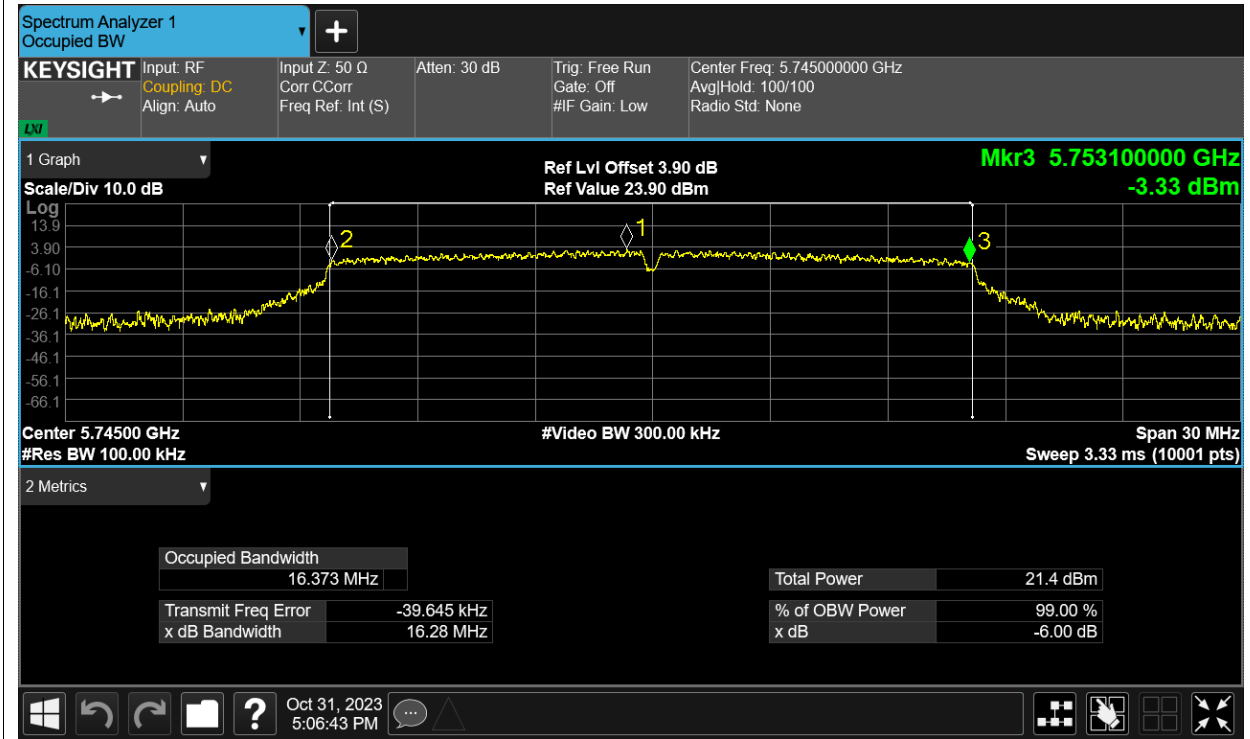 Spectrum Analyzer 1
Occupied BW
KEYSIGHT
LXI
Input: RF
Coupling: DC
Align: Auto
Input Z: 50 Ω
Corr CCorr
Freq Ref: Int (S)
Atten: 30 dB
Trig: Free Run
Gate: Off
#IF Gain: Low
Center Freq: 5.745000000 GHz
Avg|Hold: 100/100
Radio Std: None
1 Graph
Scale/Div 10.0 dB
Ref Lvl Offset 3.90 dB
Ref Value 23.90 dBm
Mkr3 5.753100000 GHz
-3.33 dBm
Log
13.9
3.90
-6.10
-16.1
-26.1
-36.1
-46.1
-56.1
-66.1
2
1
3
Center 5.74500 GHz
#Video BW 300.00 kHz
Span 30 MHz
#Res BW 100.00 kHz
Sweep 3.33 ms (10001 pts)
2 Metrics
Occupied Bandwidth
16.373 MHz
Transmit Freq Error -39.645 kHz
x dB Bandwidth 16.28 MHz
Total Power 21.4 dBm
% of OBW Power 99.00 %
x dB -6.00 dB
?
Oct 31, 2023
5:06:43 PM